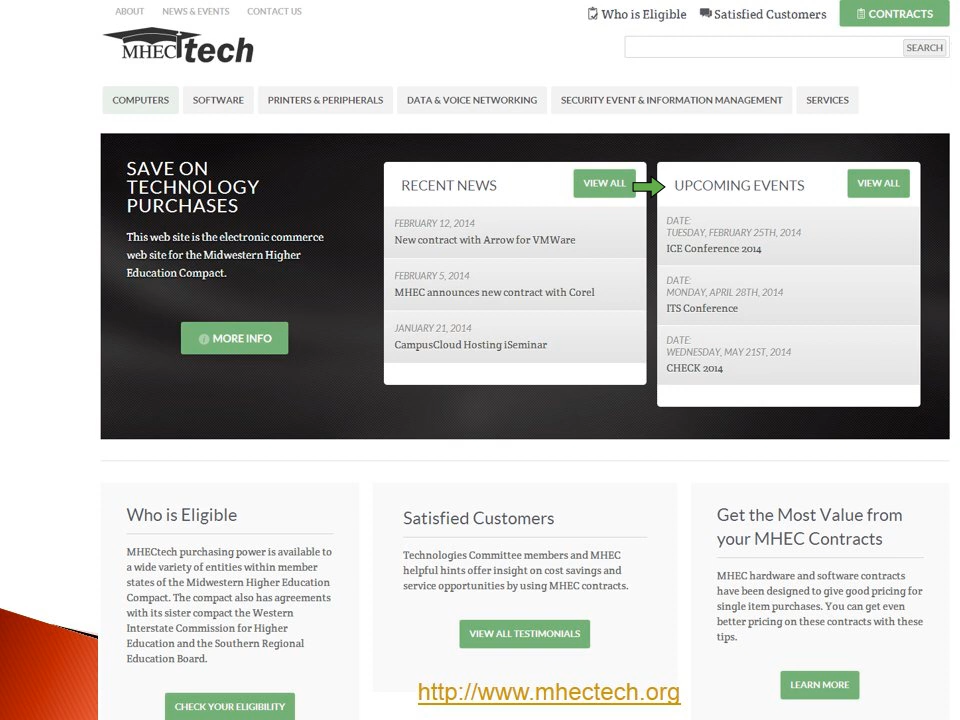 ABOUT NEWS & EVENTS CONTACT US
Who is Eligible Satisfied Customers CONTRACTS
MHECtech
SEARCH
COMPUTERS SOFTWARE PRINTERS & PERIPHERALS DATA & VOICE NETWORKING SECURITY EVENT & INFORMATION MANAGEMENT SERVICES
SAVE ON
TECHNOLOGY
PURCHASES
This web site is the electronic commerce
web site for the Midwestern Higher
Education Compact.
MORE INFO
RECENT NEWS VIEW ALL
FEBRUARY 12, 2014
New contract with Arrow for VMWare
FEBRUARY 5, 2014
MHEC announces new contract with Corel
JANUARY 21, 2014
CampusCloud Hosting iSeminar
UPCOMING EVENTS VIEW ALL
DATE:
TUESDAY, FEBRUARY 25TH, 2014
ICE Conference 2014
DATE:
MONDAY, APRIL 28TH, 2014
ITS Conference
DATE:
WEDNESDAY, MAY 21ST, 2014
CHECK 2014
Who is Eligible
MHECtech purchasing power is available to
a wide variety of entities within member
states of the Midwestern Higher Education
Compact. The compact also has agreements
with its sister compact the Western
Interstate Commission for Higher
Education and the Southern Regional
Education Board.
CHECK YOUR ELIGIBILITY
Satisfied Customers
Technologies Committee members and MHEC
helpful hints offer insight on cost savings and
service opportunities by using MHEC contracts.
VIEW ALL TESTIMONIALS
Get the Most Value from
your MHEC Contracts
MHEC hardware and software contracts
have been designed to give good pricing for
single item purchases. You can get even
better pricing on these contracts with these
tips.
LEARN MORE
http://www.mhectech.org